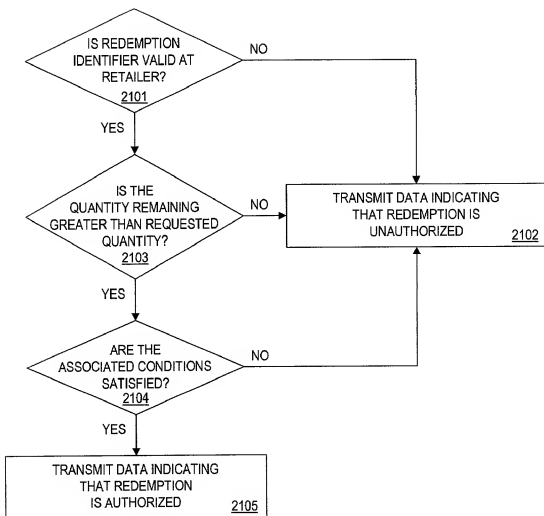 IS REDEMPTION
IDENTIFIER VALID AT
RETAILER?
2101
NO
YES
IS THE
QUANTITY REMAINING
GREATER THAN REQUESTED
QUANTITY?
2103
NO
TRANSMIT DATA INDICATING
THAT REDEMPTION IS
UNAUTHORIZED
2102
YES
ARE THE
ASSOCIATED CONDITIONS
SATISFIED?
2104
NO
YES
TRANSMIT DATA INDICATING
THAT REDEMPTION
IS AUTHORIZED
2105